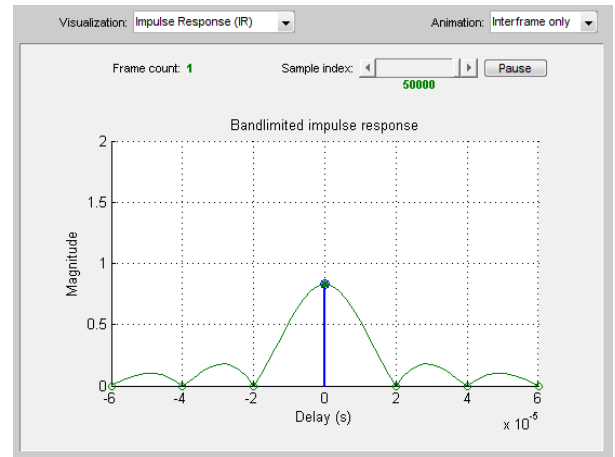 Visualization: Impulse Response (IR) Animation: Interframe only
Frame count: 1 Sample index: Pause
50000
Bandlimited impulse response
2
1.5
1
0.5
0
Magnitude
-6 -4 -2 0 2 4 6
Delay (s)
x 10^-5